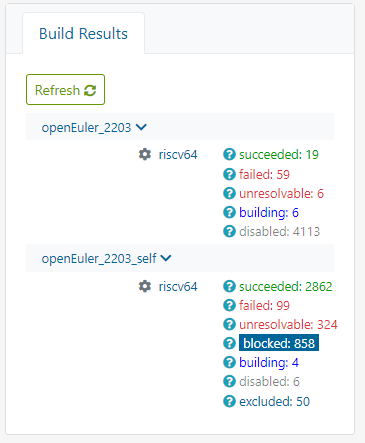 Build Results
Refresh
openEuler_2203
riscv64
succeeded: 19
failed: 59
unresolvable: 6
building: 6
disabled: 4113
openEuler_2203_self
riscv64
succeeded: 2862
failed: 99
unresolvable: 324
blocked: 858
building: 4
disabled: 6
excluded: 50